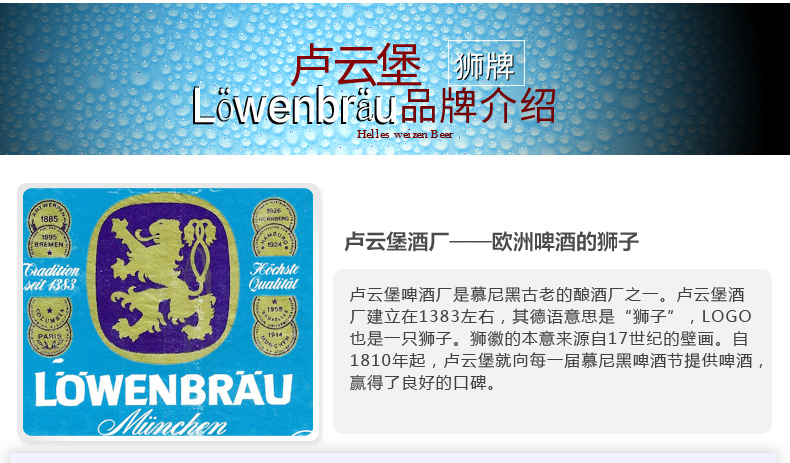 卢云堡 狮牌
Löwenbräu品牌介绍
Helles weizen Beer .
ANTWERPEN
1885
1895
BREMEN
1926
NÜRNBERG
HAMBURG
1924
Tradition
seit 1383
Höchste
Qualität
COLUMBIA
PARIS
1958
1914
LÖWENBRÄU
München
卢云堡酒厂——欧洲啤酒的狮子
卢云堡啤酒厂是慕尼黑古老的酿酒厂之一。卢云堡酒
厂建立在1383左右，其德语意思是“狮子”，LOGO
也是一只狮子。狮徽的本意来源自17世纪的壁画。自
1810年起，卢云堡就向每一届慕尼黑啤酒节提供啤酒，
赢得了良好的口碑。